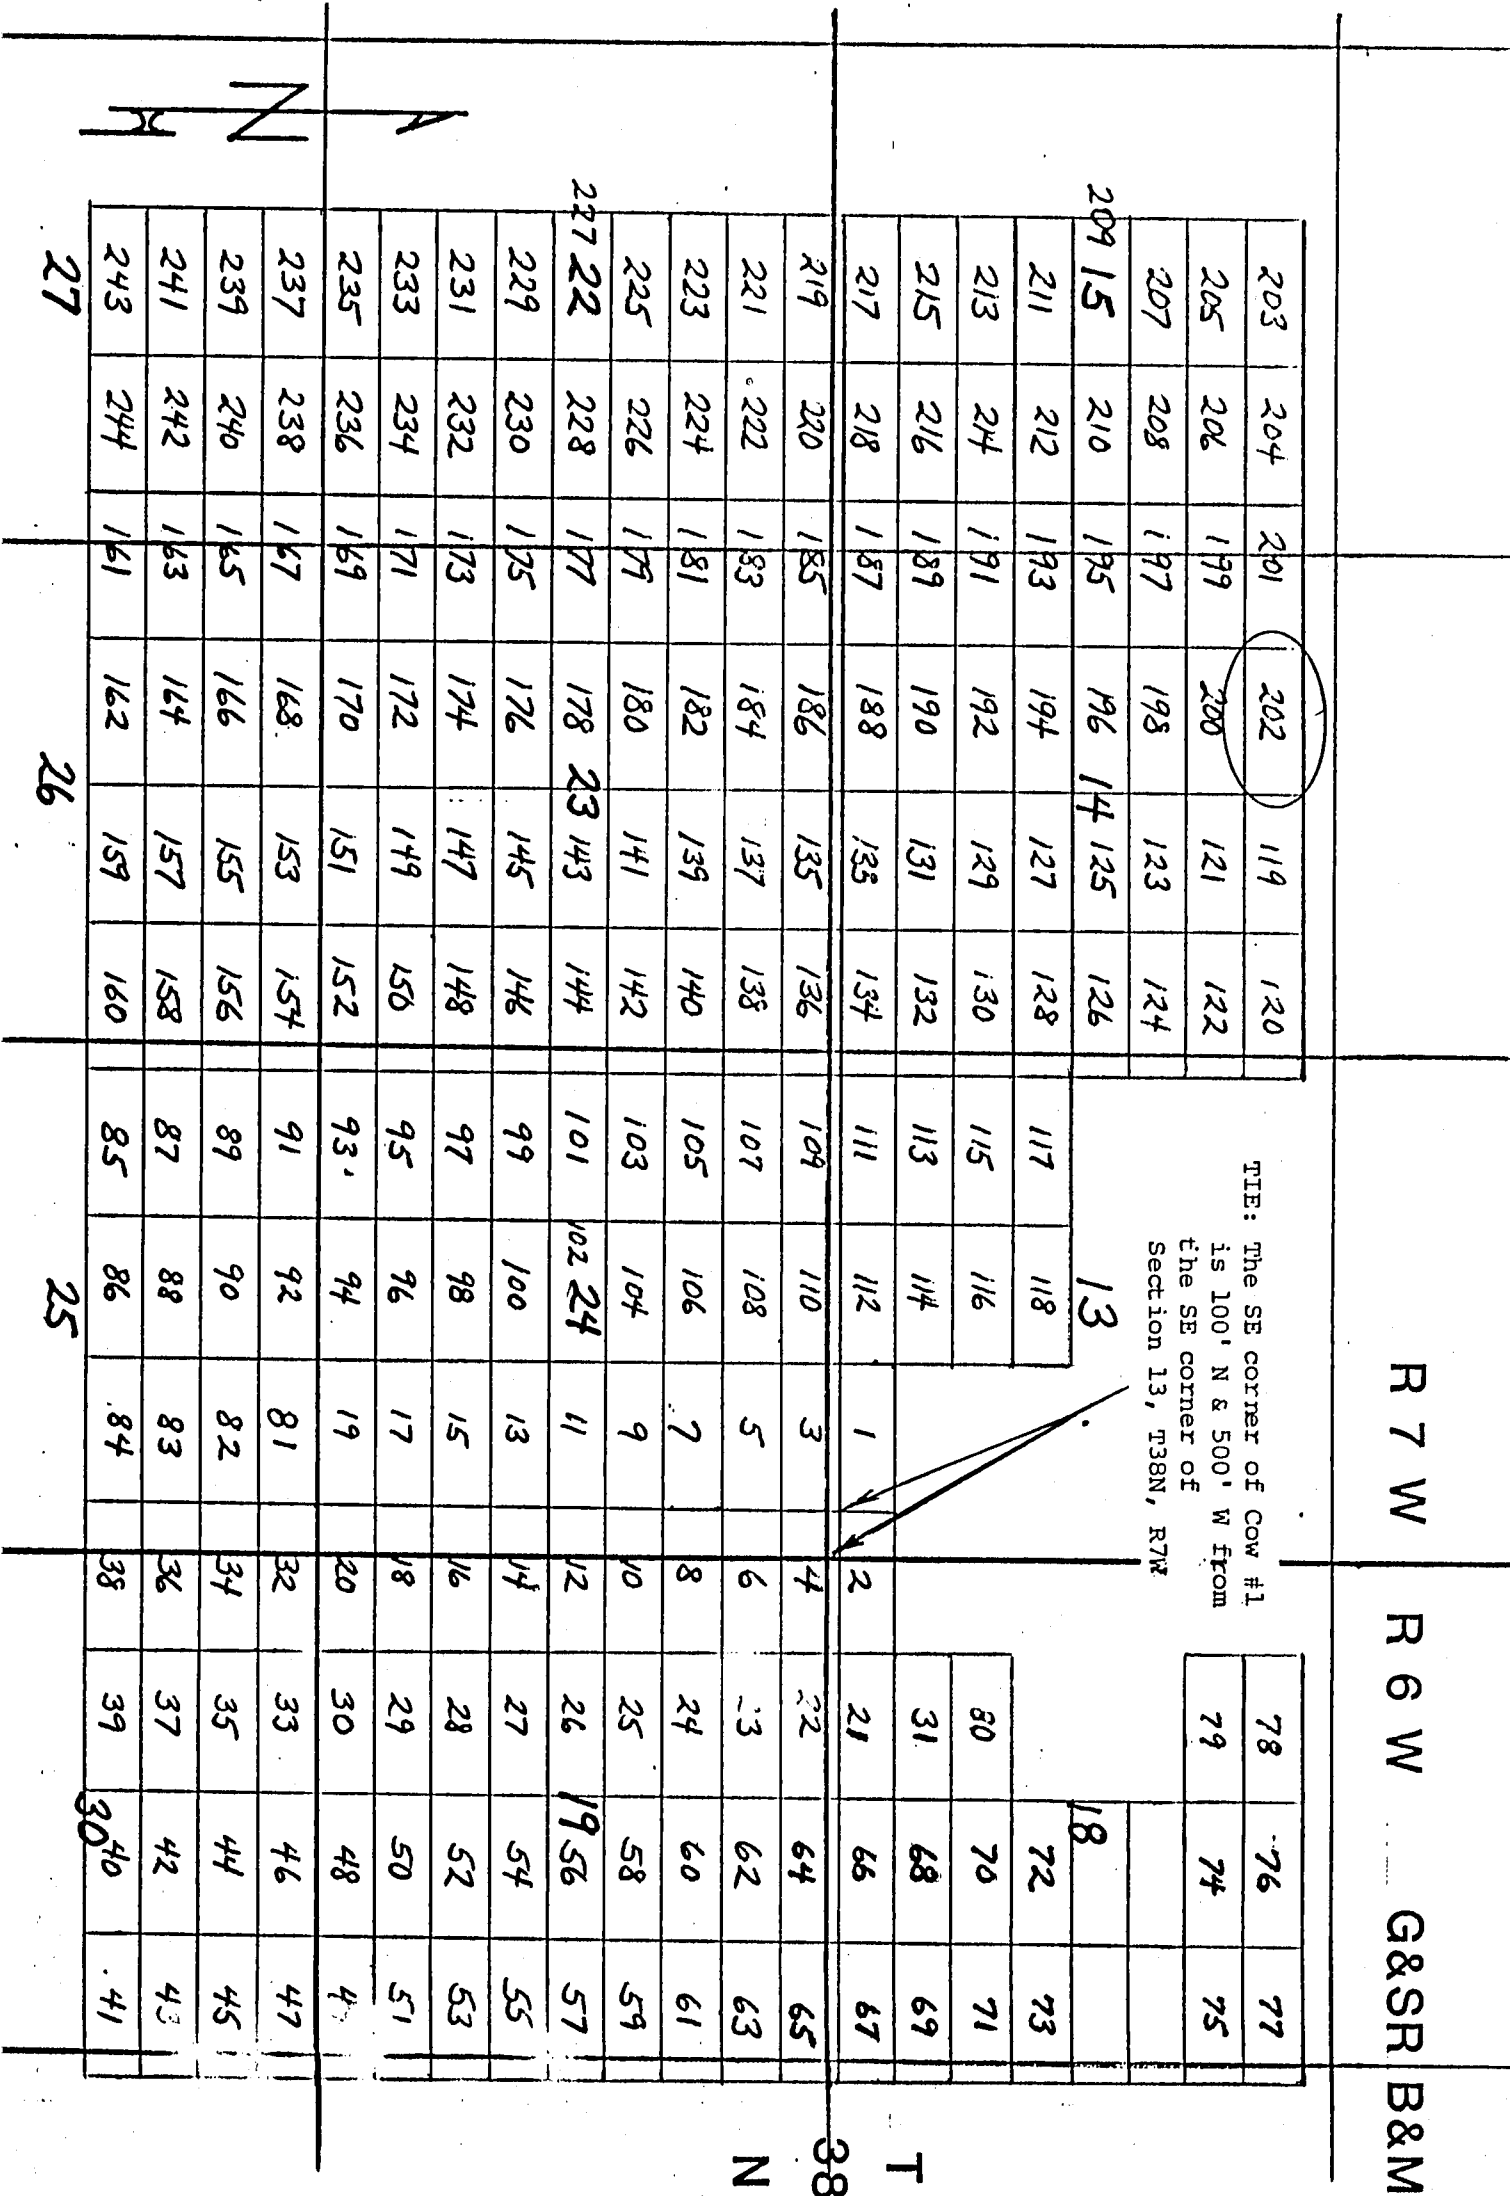 R 7 W R 6 W G&SR B&M
TIE: The SE corner of Cow #1
is 100' N & 500' W from
the SE corner of
Section 13, T38N, R7W
203 204 201 202 119 120 78 76 77
205 206 199 200 121 122 79 74 75
207 208 197 198 123 124
209 15 210 195 196 14 125 126 13 18
211 212 193 194 127 128 117 118 72 73
213 214 191 192 129 130 115 116 80 70 71
215 216 189 190 131 132 113 114 31 68 69
T
217 218 187 188 133 134 111 112 1 2 21 66 67
38
219 220 185 186 135 136 109 110 3 4 22 64 65
N
221 222 183 184 137 138 107 108 5 6 62 63
223 224 181 182 139 140 105 106 7 8 24 60 61
225 226 179 180 141 142 103 104 9 10 25 58 59
227 22 228 177 178 23 143 144 101 102 24 11 12 26 19 56 57
229 230 175 176 145 146 99 100 13 14 27 54 55
231 232 173 174 147 148 97 98 15 16 28 52 53
233 234 171 172 149 150 95 96 17 18 29 50 51
235 236 169 170 151 152 93 94 19 20 30 48
237 238 167 168 153 154 91 92 81 32 33 46 47
N
239 240 165 166 155 156 89 90 82 34 35 44 45
241 242 163 164 157 158 87 88 83 36 37 42 43
243 244 161 162 159 160 85 86 84 38 39 40 41
27 26 25 30